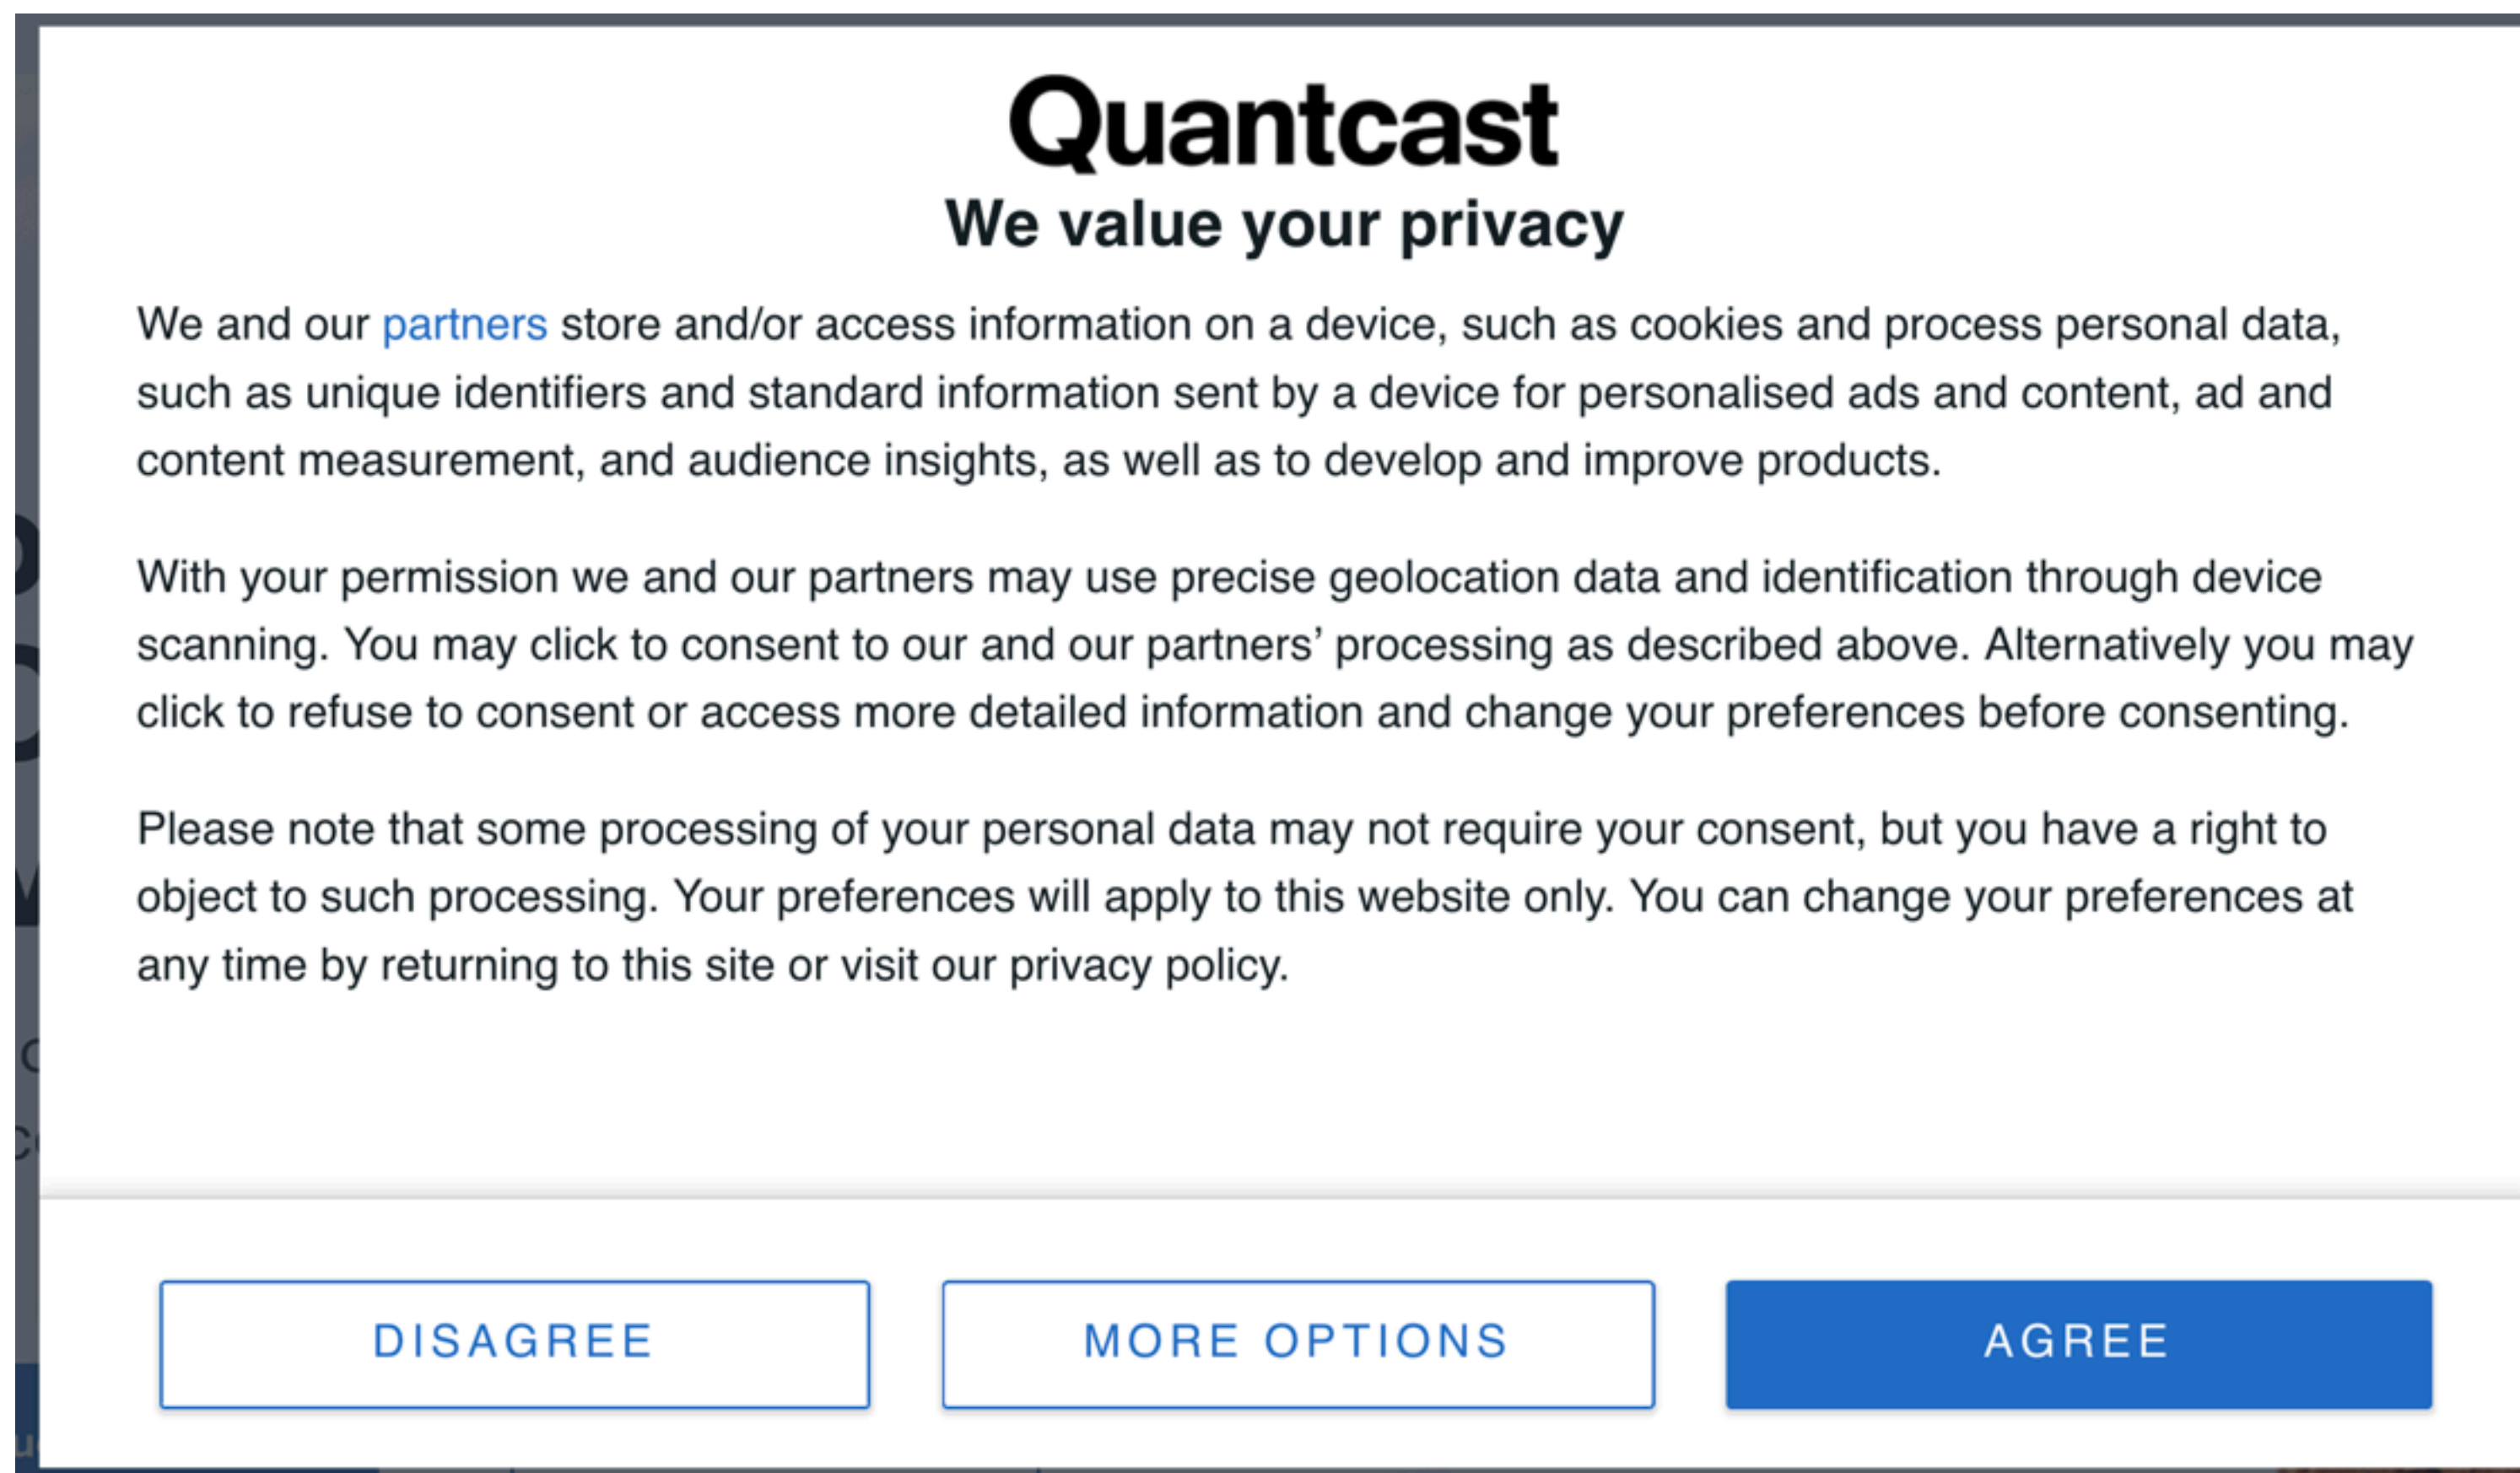 Quantcast
We value your privacy
We and our partners store and/or access information on a device, such as cookies and process personal data,
such as unique identifiers and standard information sent by a device for personalised ads and content, ad and
content measurement, and audience insights, as well as to develop and improve products.
With your permission we and our partners may use precise geolocation data and identification through device
scanning. You may click to consent to our and our partners’ processing as described above. Alternatively you may
click to refuse to consent or access more detailed information and change your preferences before consenting.
Please note that some processing of your personal data may not require your consent, but you have a right to
object to such processing. Your preferences will apply to this website only. You can change your preferences at
any time by returning to this site or visit our privacy policy.
DISAGREE
MORE OPTIONS
AGREE